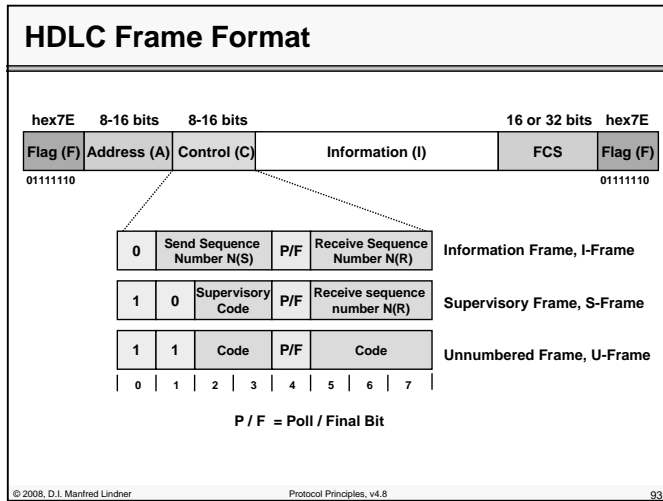 HDLC Frame Format
hex7E 8-16 bits 8-16 bits 16 or 32 bits hex7E
Flag (F) Address (A) Control (C) Information (I) FCS Flag (F)
01111110 01111110
0 Send Sequence Number N(S) P/F Receive Sequence Number N(R) Information Frame, I-Frame
1 0 Supervisory Code P/F Receive sequence number N(R) Supervisory Frame, S-Frame
1 1 Code P/F Code Unnumbered Frame, U-Frame
0 1 2 3 4 5 6 7
P / F = Poll / Final Bit
© 2008, D.I. Manfred Lindner Protocol Principles, v4.8 93